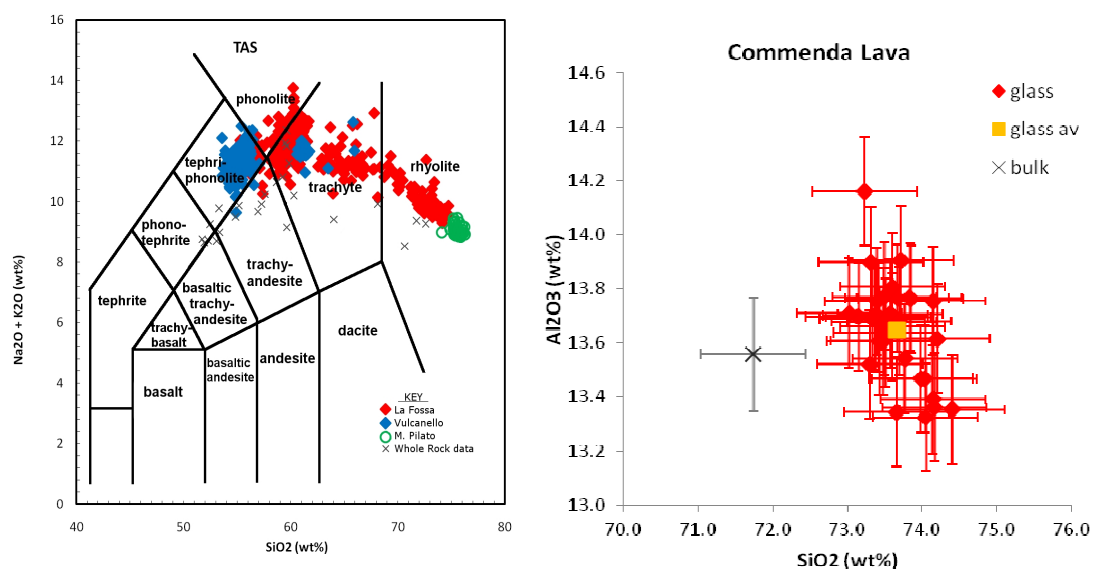 TAS
Na2O + K2O (wt%)
16
14
12
10
8
6
4
2
0
phonolite
tephri-
phonolite
rhyolite
trachyte
phono-
tephrite
trachy-
andesite
tephrite
basaltic
trachy-
andesite
trachy-
basalt
dacite
andesite
basaltic
andesite
basalt
KEY
La Fossa
Vulcanello
M. Pilato
Whole Rock data
40
50
60
70
80
SiO2 (wt%)
Commenda Lava
Al2O3 (wt%)
14.6
14.4
14.2
14.0
13.8
13.6
13.4
13.2
13.0
glass
glass av
bulk
70.0
71.0
72.0
73.0
74.0
75.0
76.0
SiO2 (wt%)